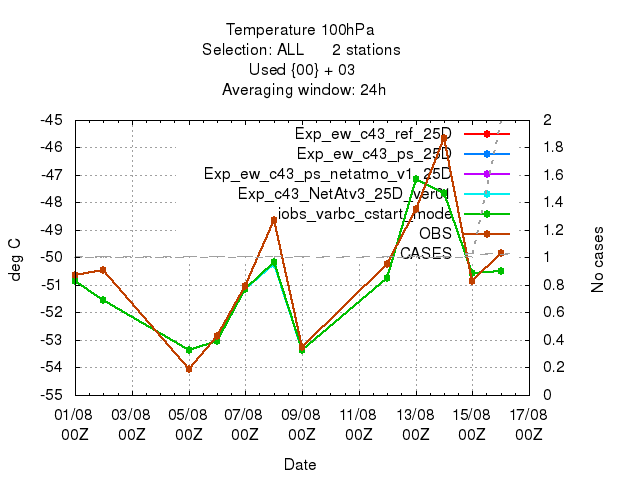 Temperature 100hPa
Selection: ALL 2 stations
Used {00} + 03
Averaging window: 24h
-45 2
Exp_ew_c43_ref_25D
-46 1.8
Exp_ew_c43_ps_25D
-47 1.6
Exp_ew_c43_ps_netatmo_v1_25D
Exp_c43_NetAtv3_25D_ver01
-48 1.4
iobs_varbc_cstart_mode
-49 1.2
OBS
CASES
-50 1
deg C
No cases
-51 0.8
-52 0.6
-53 0.4
-54 0.2
-55 0
01/08 03/08 05/08 07/08 09/08 11/08 13/08 15/08 17/08
00Z 00Z 00Z 00Z 00Z 00Z 00Z 00Z 00Z
Date